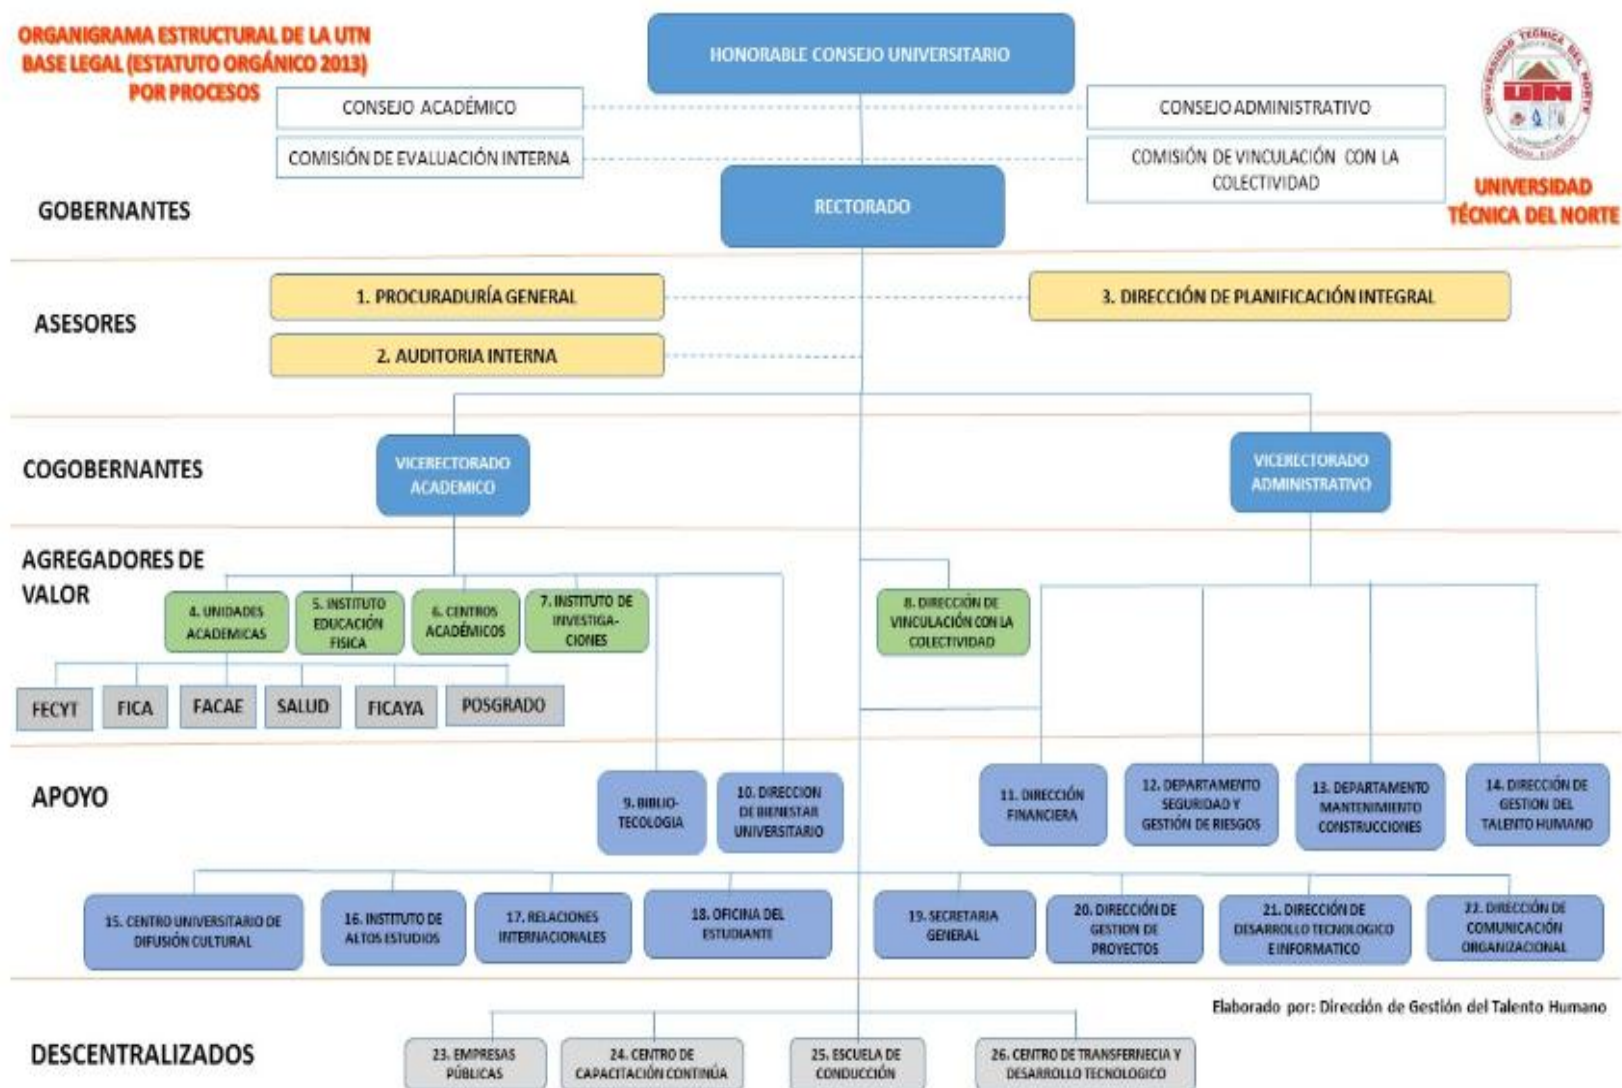 ORGANIGRAMA ESTRUCTURAL DE LA UTN
BASE LEGAL (ESTATUTO ORGÁNICO 2013)
POR PROCESOS
HONORABLE CONSEJO UNIVERSITARIO
UNIVERSIDAD TÉCNICA DEL NORTE
UTN
CONSEJO ACADÉMICO
CONSEJO ADMINISTRATIVO
COMISIÓN DE EVALUACIÓN INTERNA
COMISIÓN DE VINCULACIÓN CON LA
COLECTIVIDAD
UNIVERSIDAD
TÉCNICA DEL NORTE
GOBERNANTES
RECTORADO
ASESORES
1. PROCURADURÍA GENERAL
3. DIRECCIÓN DE PLANIFICACIÓN INTEGRAL
2. AUDITORIA INTERNA
COGOBERNANTES
VICERECTORADO
ACADEMICO
VICERECTORADO
ADMINISTRATIVO
AGREGADORES DE
VALOR
4. UNIDADES
ACADEMICAS
5. INSTITUTO
EDUCACIÓN
FISICA
6. CENTROS
ACADÉMICOS
7. INSTITUTO DE
INVESTIGA-
CIONES
8. DIRECCIÓN DE
VINCULACIÓN CON LA
COLECTIVIDAD
FECYT
FICA
FACAE
SALUD
FICAYA
POSGRADO
APOYO
9. BIBLIO-
TECOLOGIA
10. DIRECCION
DE BIENESTAR
UNIVERSITARIO
11. DIRECCIÓN
FINANCIERA
12. DEPARTAMENTO
SEGURIDAD Y
GESTIÓN DE RIESGOS
13. DEPARTAMENTO
MANTENIMIENTO
CONSTRUCCIONES
14. DIRECCIÓN DE
GESTION DEL
TALENTO HUMANO
15. CENTRO UNIVERSITARIO DE
DIFUSIÓN CULTURAL
16. INSTITUTO DE
ALTOS ESTUDIOS
17. RELACIONES
INTERNACIONALES
18. OFICINA DEL
ESTUDIANTE
19. SECRETARIA
GENERAL
20. DIRECCIÓN DE
GESTION DE
PROYECTOS
21. DIRECCIÓN DE
DESARROLLO TECNOLOGICO
E INFORMATICO
22. DIRECCIÓN DE
COMUNICACIÓN
ORGANIZACIONAL
Elaborado por: Dirección de Gestión del Talento Humano
DESCENTRALIZADOS
23. EMPRESAS
PÚBLICAS
24. CENTRO DE
CAPACITACIÓN CONTINÚA
25. ESCUELA DE
CONDUCCIÓN
26. CENTRO DE TRANSFERNECIA Y
DESARROLLO TECNOLOGICO